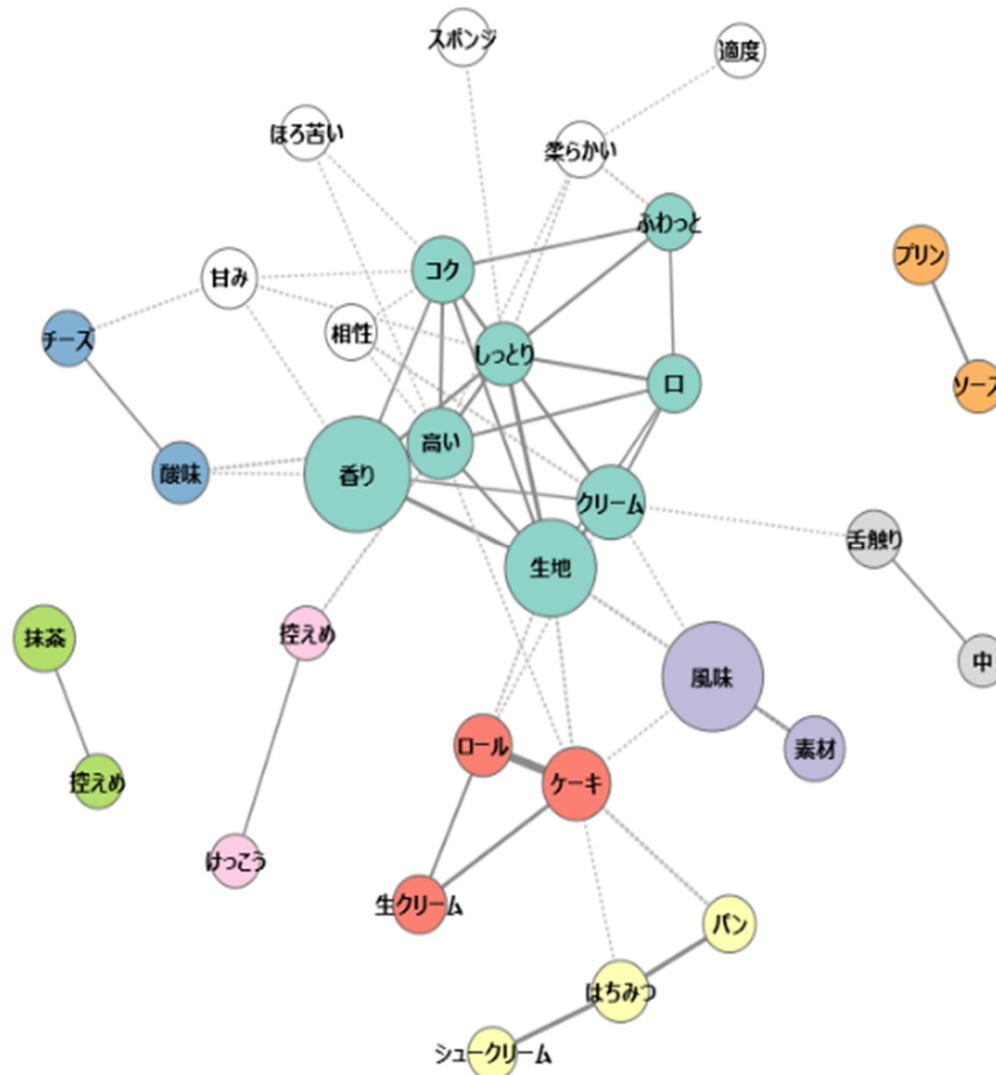 スポンジ
適度
ほろ苦い
柔らかい
ふわっと
プリン
コク
甘み
相性
チーズ
しっとり
口
ソース
高い
酸味
香り
クリーム
舌触り
生地
抹茶
控えめ
中
風味
ロール
素材
ケーキ
控えめ
けっこう
生クリーム
パン
はちみつ
シュークリーム